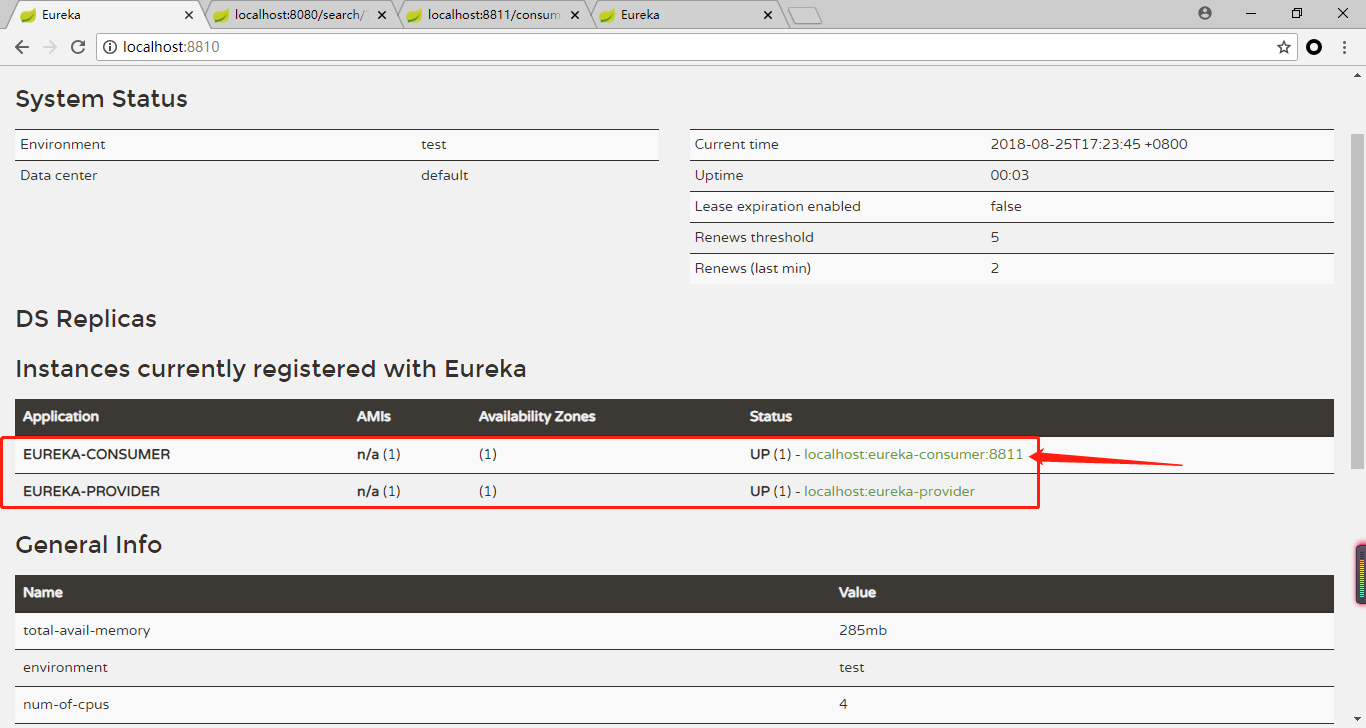 Eureka
localhost:8080/search/
localhost:8811/consum
Eureka
localhost:8810
System Status
Environment test
Data center default
Current time 2018-08-25T17:23:45 +0800
Uptime 00:03
Lease expiration enabled false
Renews threshold 5
Renews (last min) 2
DS Replicas
Instances currently registered with Eureka
Application AMIs Availability Zones Status
EUREKA-CONSUMER n/a (1) (1) UP (1) - localhost:eureka-consumer:8811
EUREKA-PROVIDER n/a (1) (1) UP (1) - localhost:eureka-provider
General Info
Name Value
total-avail-memory 285mb
environment test
num-of-cpus 4